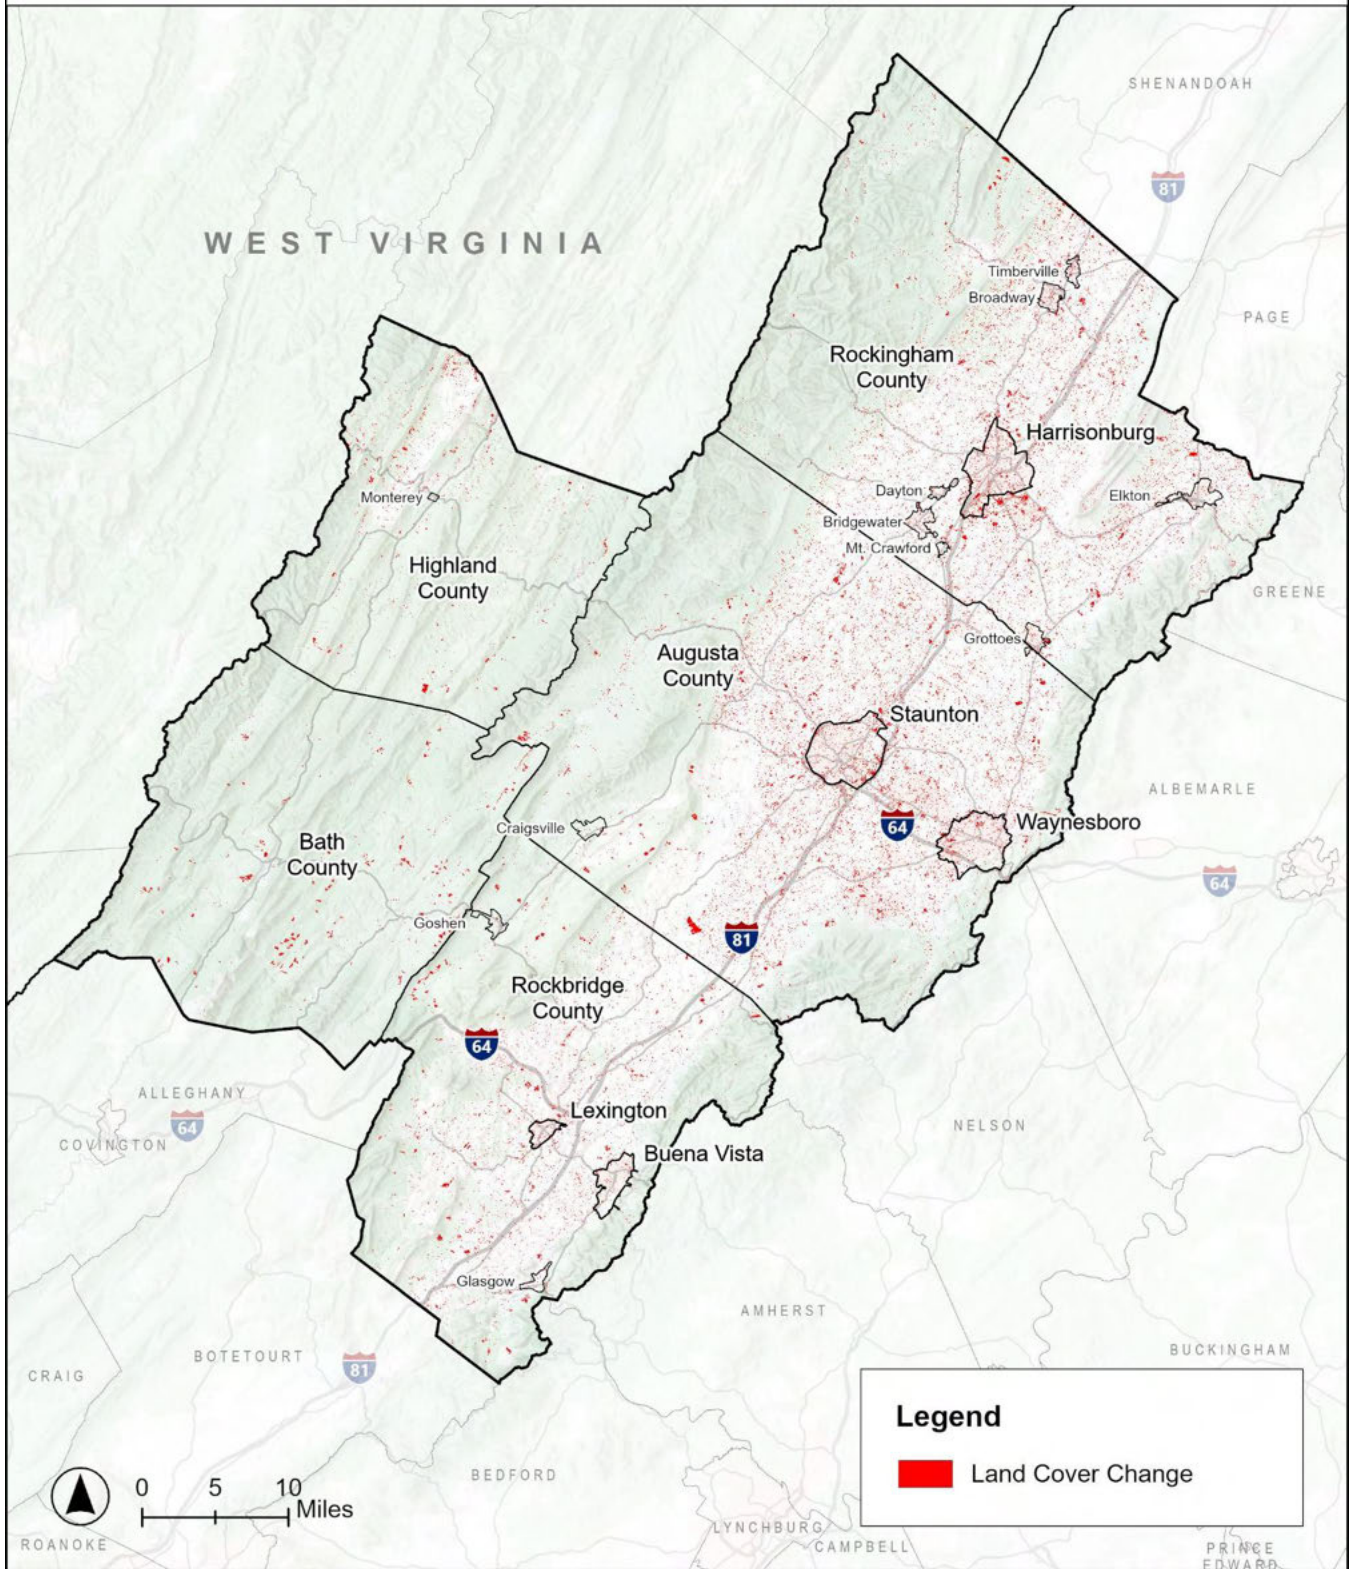 SHENANDOAH
81
WEST VIRGINIA
Timberville
Broadway
PAGE
Rockingham
County
Harrisonburg
Dayton
Elkton
Monterey
Bridgewater
Mt. Crawford
Highland
County
GREENE
Grottoes
Augusta
County
Staunton
ALBEMARLE
Craigsville
64
Waynesboro
Bath
County
64
Goshen
81
Rockbridge
County
64
ALLEGHANY
64
COVINGTON
Lexington
NELSON
Buena Vista
Glasgow
AMHERST
BOTETOURT
81
BUCKINGHAM
CRAIG
Legend
Land Cover Change
BEDFORD
0 5 10
Miles
LYNCHBURG
ROANOKE
CAMPBELL
PRINCE
EDWARD